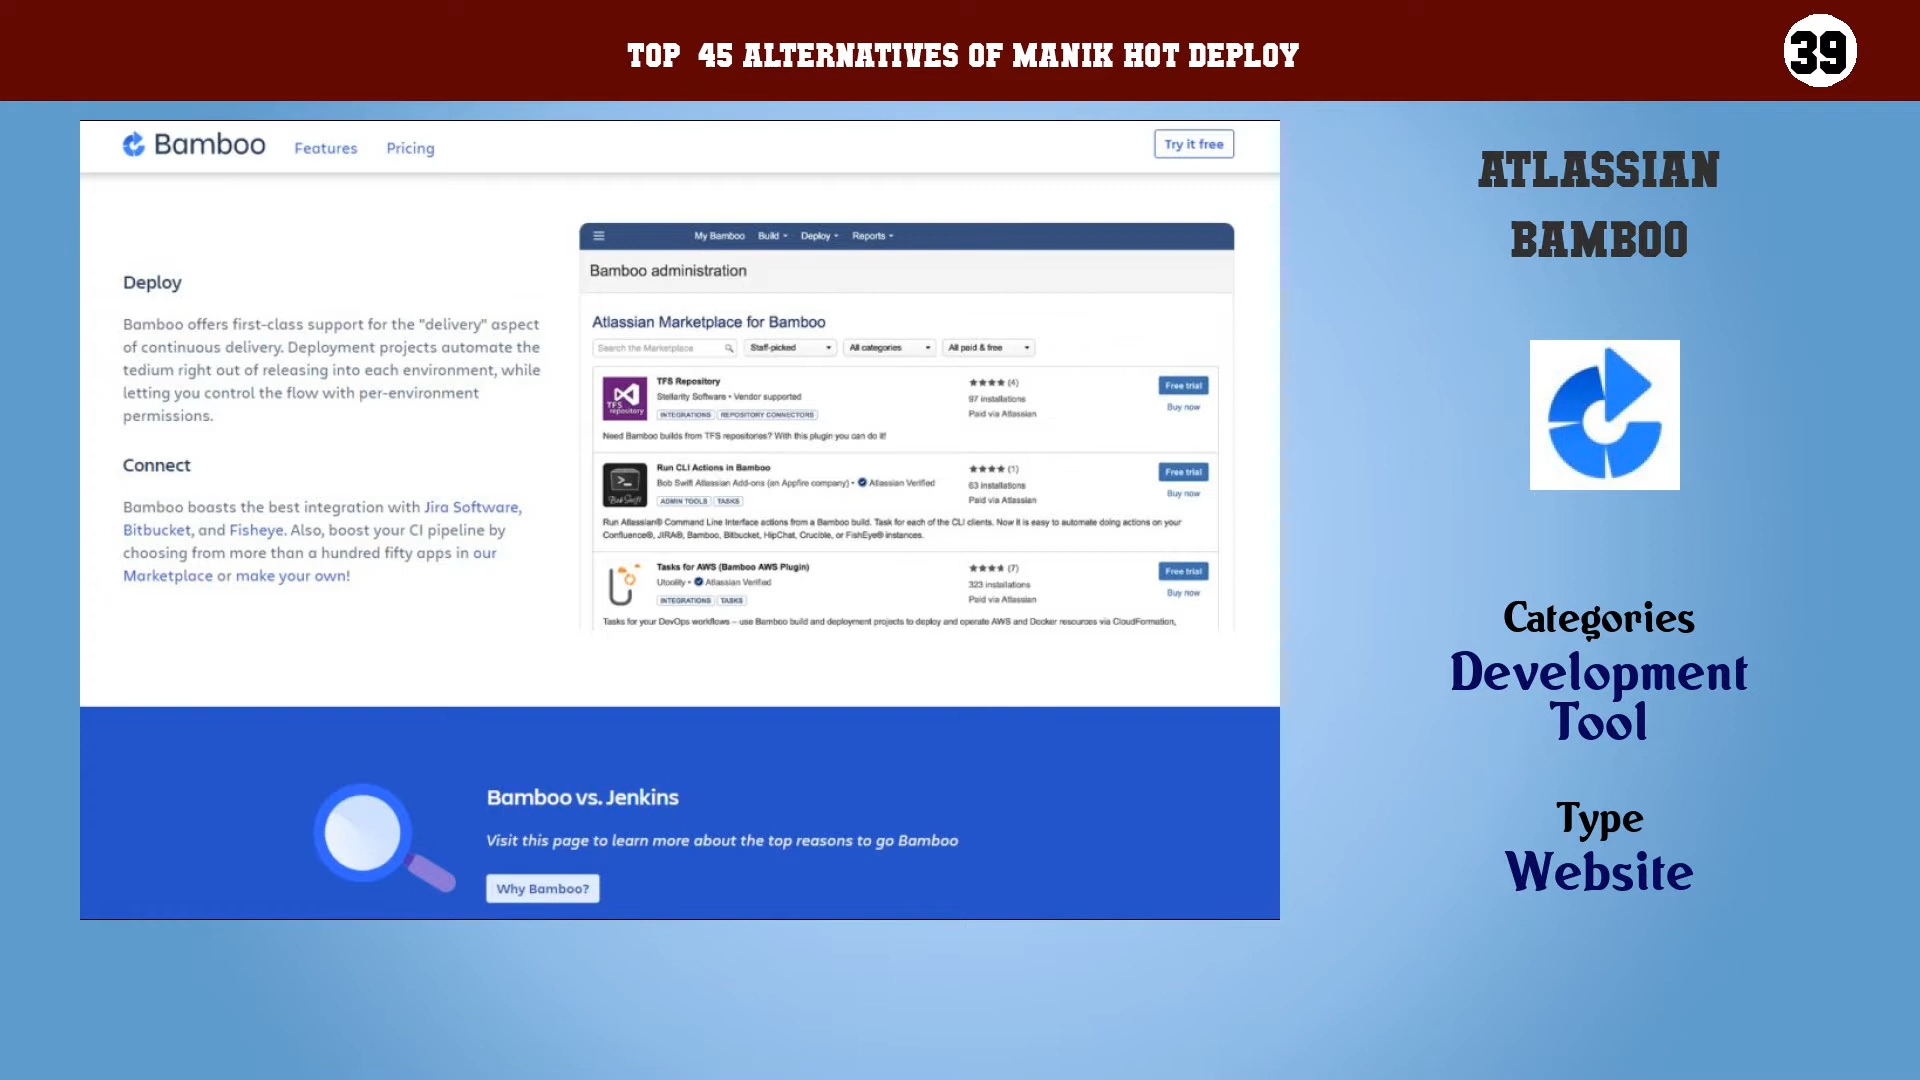 TOP 45 ALTERNATIVES OF MANIK HOT DEPLOY
39
Bamboo
Features
Pricing
Try it free
Deploy
Bamboo offers first-class support for the "delivery" aspect
of continuous delivery. Deployment projects automate the
tedium right out of releasing into each environment, while
letting you control the flow with per-environment
permissions.
Connect
Bamboo boasts the best integration with Jira Software,
Bitbucket, and Fisheye. Also, boost your CI pipeline by
choosing from more than a hundred fifty apps in our
Marketplace or make your own!
My Bamboo Build Deploy Reports
Bamboo administration
Atlassian Marketplace for Bamboo
Search the Marketplace
Staff-picked
All categories
All paid & free
TFS repository
TFS Repository
Stellarity Software • Vendor supported
INTEGRATIONS REPOSITORY CONNECTORS
★★★★ (4)
97 installations
Paid via Atlassian
Free trial
Buy now
Need Bamboo builds from TFS repositories? With this plugin you can do it!
Bob Swift
Run CLI Actions in Bamboo
Bob Swift Atlassian Add-ons (an Appfire company) • Atlassian Verified
ADMIN TOOLS TASKS
★★★★ (1)
63 installations
Paid via Atlassian
Free trial
Buy now
Run Atlassian® Command Line Interface actions from a Bamboo build. Task for each of the CLI clients. Now it is easy to automate doing actions on your
Confluence®, JIRA®, Bamboo, Bitbucket, HipChat, Crucible, or FishEye® instances.
Tasks for AWS (Bamboo AWS Plugin)
Utoolity • Atlassian Verified
INTEGRATIONS TASKS
★★★★ (7)
323 installations
Paid via Atlassian
Free trial
Buy now
Tasks for your DevOps workflows – use Bamboo build and deployment projects to deploy and operate AWS and Docker resources via CloudFormation,
Bamboo vs. Jenkins
Visit this page to learn more about the top reasons to go Bamboo
Why Bamboo?
ATLASSIAN
BAMBOO
Categories
Development
Tool
Type
Website